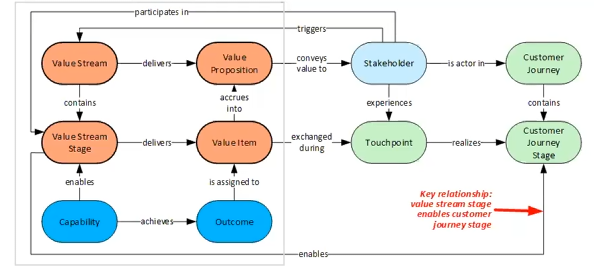 participates in
triggers
Value Stream
delivers
Value
Proposition
conveys
value to
Stakeholder
is actor in
Customer
Journey
contains
accrues
into
experiences
contains
Value Stream
Stage
delivers
Value Item
exchanged
during
Touchpoint
realizes
Customer
Journey
Stage
enables
is assigned to
Key relationship:
value stream stage
enables customer
journey stage
Capability
achieves
Outcome
enables